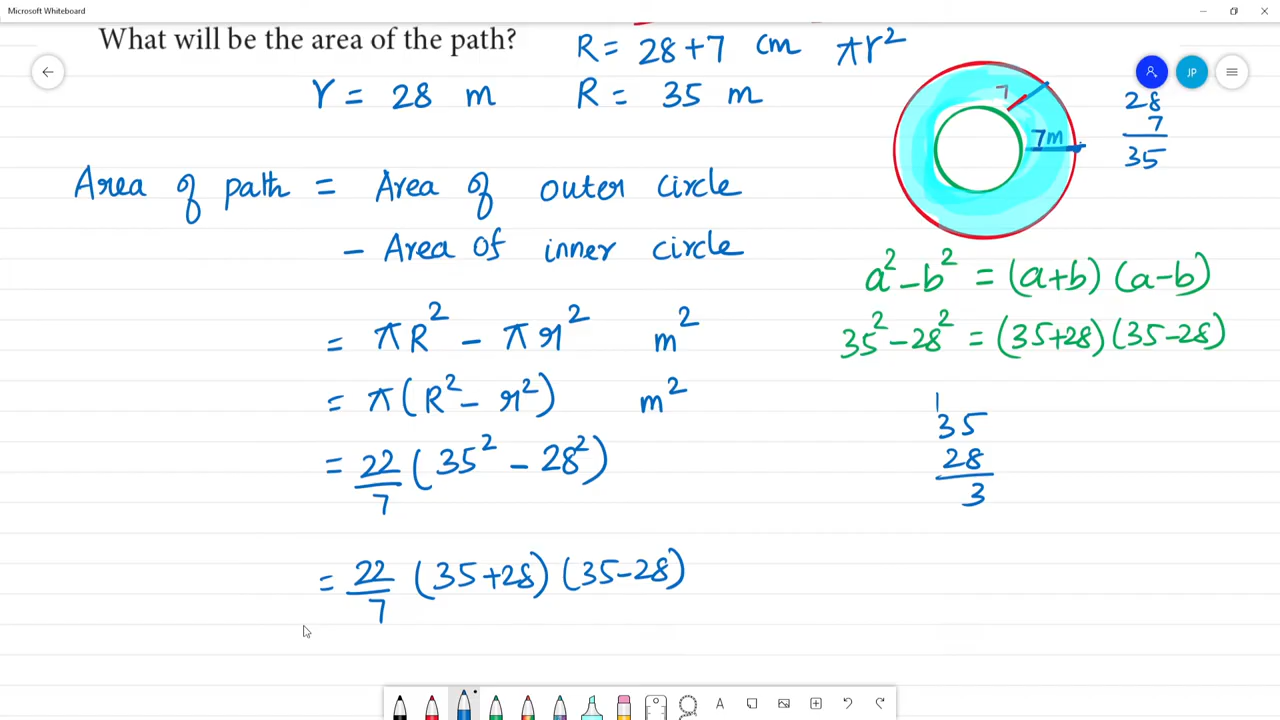 Microsoft Whiteboard
What will be the area of the path?
R = 28+7 cm πr²
r = 28 m R = 35 m
Area of path = Area of outer circle
- Area of inner circle
= πR² - πr² m²
= π(R² - r²) m²
= 22/7 (35² - 28²)
= 22/7 (35+28) (35-28)
7
7m
JP
28
7
35
a² - b² = (a+b) (a-b)
35² - 28² = (35+28) (35-28)
1
35
28
3
A